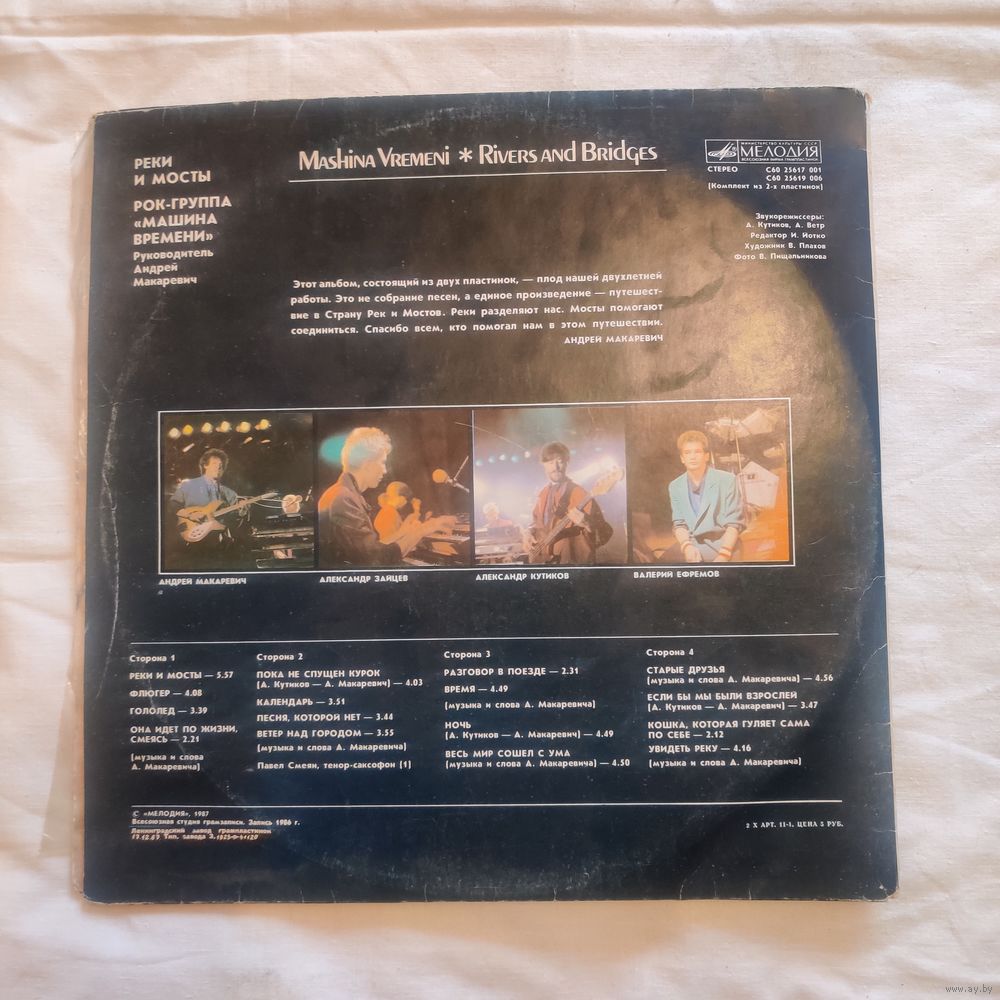 РЕКИ
И МОСТЫ
РОК-ГРУППА
«МАШИНА
ВРЕМЕНИ»
Руководитель
Андрей
Макаревич
Mashina Vremeni * Rivers and Bridges
МИНИСТЕРСТВО КУЛЬТУРЫ СССР
МЕЛОДИЯ
ВСЕСОЮЗНАЯ ФИРМА ГРАМПЛАСТИНОК
СТЕРЕО С60 25617 001
С60 25619 006
(Комплект из 2-х пластинок)
Звукорежиссеры:
А. Кутиков, А. Ветр
Редактор И. Йотко
Художник В. Плахов
Фото В. Пищальникова
Этот альбом, состоящий из двух пластинок, — плод нашей двухлетней
работы. Это не собрание песен, а единое произведение — путешест-
вие в Страну Рек и Мостов. Реки разделяют нас. Мосты помогают
соединиться. Спасибо всем, кто помогал нам в этом путешествии.
АНДРЕЙ МАКАРЕВИЧ
АНДРЕЙ МАКАРЕВИЧ
АЛЕКСАНДР ЗАЙЦЕВ
АЛЕКСАНДР КУТИКОВ
ВАЛЕРИЙ ЕФРЕМОВ
Сторона 1
РЕКИ И МОСТЫ — 5.57
ФЛЮГЕР — 4.08
ГОЛОЛЕД — 3.39
ОНА ИДЕТ ПО ЖИЗНИ,
СМЕЯСЬ — 2.21
(музыка и слова
А. Макаревича)
Сторона 2
ПОКА НЕ СПУЩЕН КУРОК
(А. Кутиков — А. Макаревич) — 4.03
КАЛЕНДАРЬ — 3.51
ПЕСНЯ, КОТОРОЙ НЕТ — 3.44
ВЕТЕР НАД ГОРОДОМ — 3.55
(музыка и слова А. Макаревича)
Павел Смеян, тенор-саксофон (1)
Сторона 3
РАЗГОВОР В ПОЕЗДЕ — 2.31
ВРЕМЯ — 4.49
(музыка и слова А. Макаревича)
НОЧЬ
(А. Кутиков — А. Макаревич) — 4.49
ВЕСЬ МИР СОШЕЛ С УМА
(музыка и слова А. Макаревича) — 4.50
Сторона 4
СТАРЫЕ ДРУЗЬЯ
(музыка и слова А. Макаревича) — 4.56
ЕСЛИ БЫ МЫ БЫЛИ ВЗРОСЛЕЙ
(А. Кутиков — А. Макаревич) — 3.47
КОШКА, КОТОРАЯ ГУЛЯЕТ САМА
ПО СЕБЕ — 2.12
УВИДЕТЬ РЕКУ — 4.16
(музыка и слова А. Макаревича)
© «МЕЛОДИЯ», 1987
Всесоюзная студия грамзаписи. Запись 1986 г.
Ленинградский завод грампластинок
Тип. завода З.
2 X АРТ. 11-1, ЦЕНА 5 РУБ.
www.ay.by